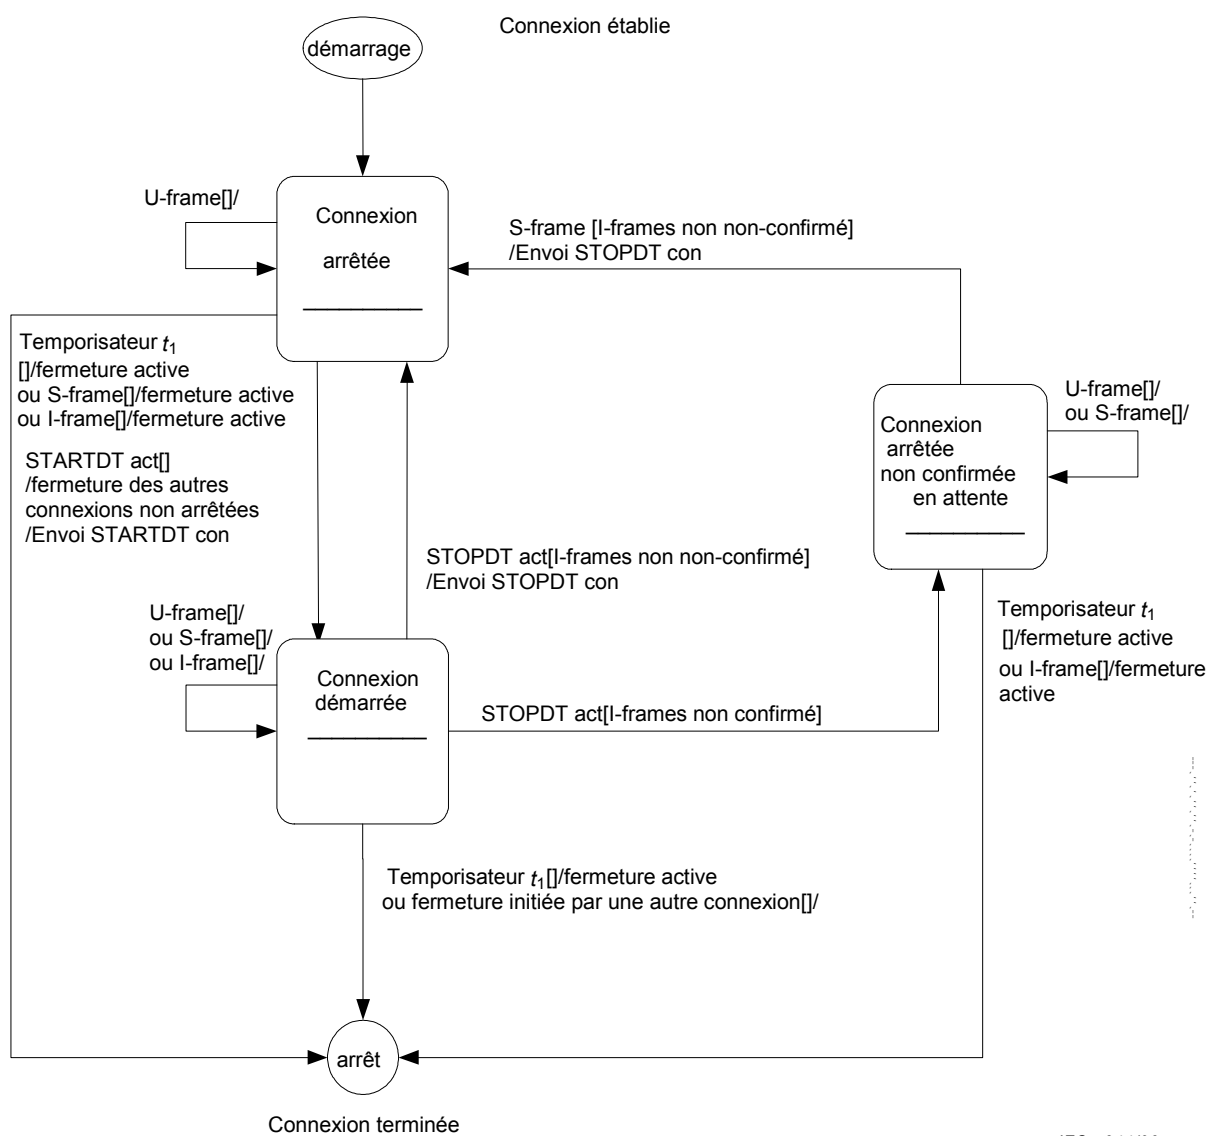 Connexion établie
démarrage
U-frame[]/
Connexion
arrêtée
S-frame [I-frames non non-confirmé]
/Envoi STOPDT con
Temporisateur t1
[]/fermeture active
ou S-frame[]/fermeture active
ou I-frame[]/fermeture active
STARTDT act[]
/fermeture des autres
connexions non arrêtées
/Envoi STARTDT con
U-frame[]/
ou S-frame[]/
Connexion
arrêtée
non confirmée
en attente
STOPDT act[I-frames non non-confirmé]
/Envoi STOPDT con
U-frame[]/
ou S-frame[]/
ou I-frame[]/
Connexion
démarrée
STOPDT act[I-frames non confirmé]
Temporisateur t1
[]/fermeture active
ou I-frame[]/fermeture
active
Temporisateur t1[]/fermeture active
ou fermeture initiée par une autre connexion[]/
arrêt
Connexion terminée